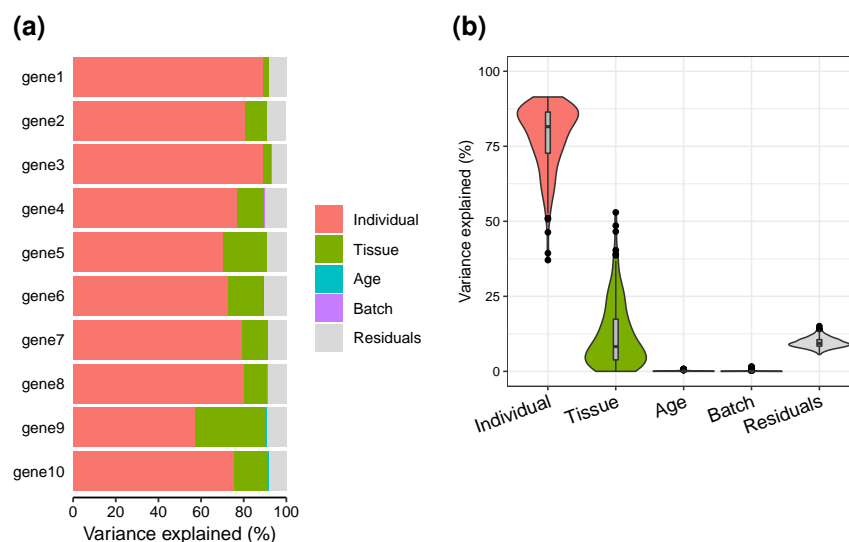 (a)
gene1
gene2
gene3
gene4
gene5
gene6
gene7
gene8
gene9
gene10
0 20 40 60 80 100
Variance explained (%)
Individual
Tissue
Age
Batch
Residuals
(b)
Variance explained (%)
100
75
50
25
0
Individual
Tissue
Age
Batch
Residuals